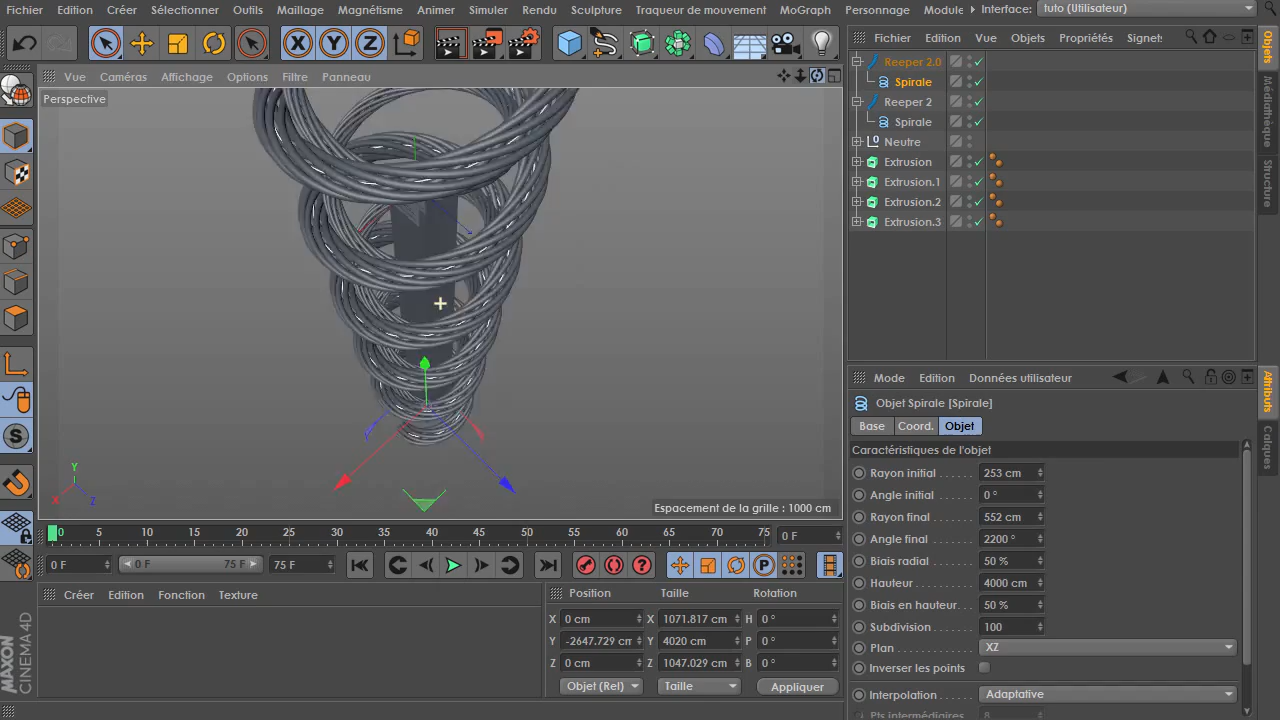 Fichier Edition Créer Sélectionner Outils Maillage Magnétisme Animer Simuler Rendu Sculpture Traqueur de mouvement MoGraph Personnage Module Interface: tuto (Utilisateur)
Vue Caméras Affichage Options Filtre Panneau
Fichier Edition Vue Objets Propriétés Signet:
Perspective
Reeper 2.0
Spirale
Reeper 2
Spirale
Neutre
Extrusion
Extrusion.1
Extrusion.2
Extrusion.3
Objets
Médiathèque
Structure
Y
X
Z
Espacement de la grille : 1000 cm
Mode Edition Données utilisateur
Objet Spirale [Spirale]
Base Coord. Objet
Caractéristiques de l'objet
Rayon initial 253 cm
Angle initial 0 °
Rayon final 552 cm
Angle final 2200 °
Biais radial 50 %
Hauteur 4000 cm
Biais en hauteur 50 %
Subdivision 100
Plan XZ
Inverser les points
Interpolation Adaptative
Pts intermédiaires 8
Attributs
Calques
0 5 10 15 20 25 30 35 40 45 50 55 60 65 70 75 0 F
0 F 0 F 75 F 75 F
Créer Edition Fonction Texture
Position Taille Rotation
X 0 cm X 1071.817 cm H 0 °
Y -2647.729 cm Y 4020 cm P 0 °
Z 0 cm Z 1047.029 cm B 0 °
Objet (Rel) Taille Appliquer
MAXON
CINEMA 4D